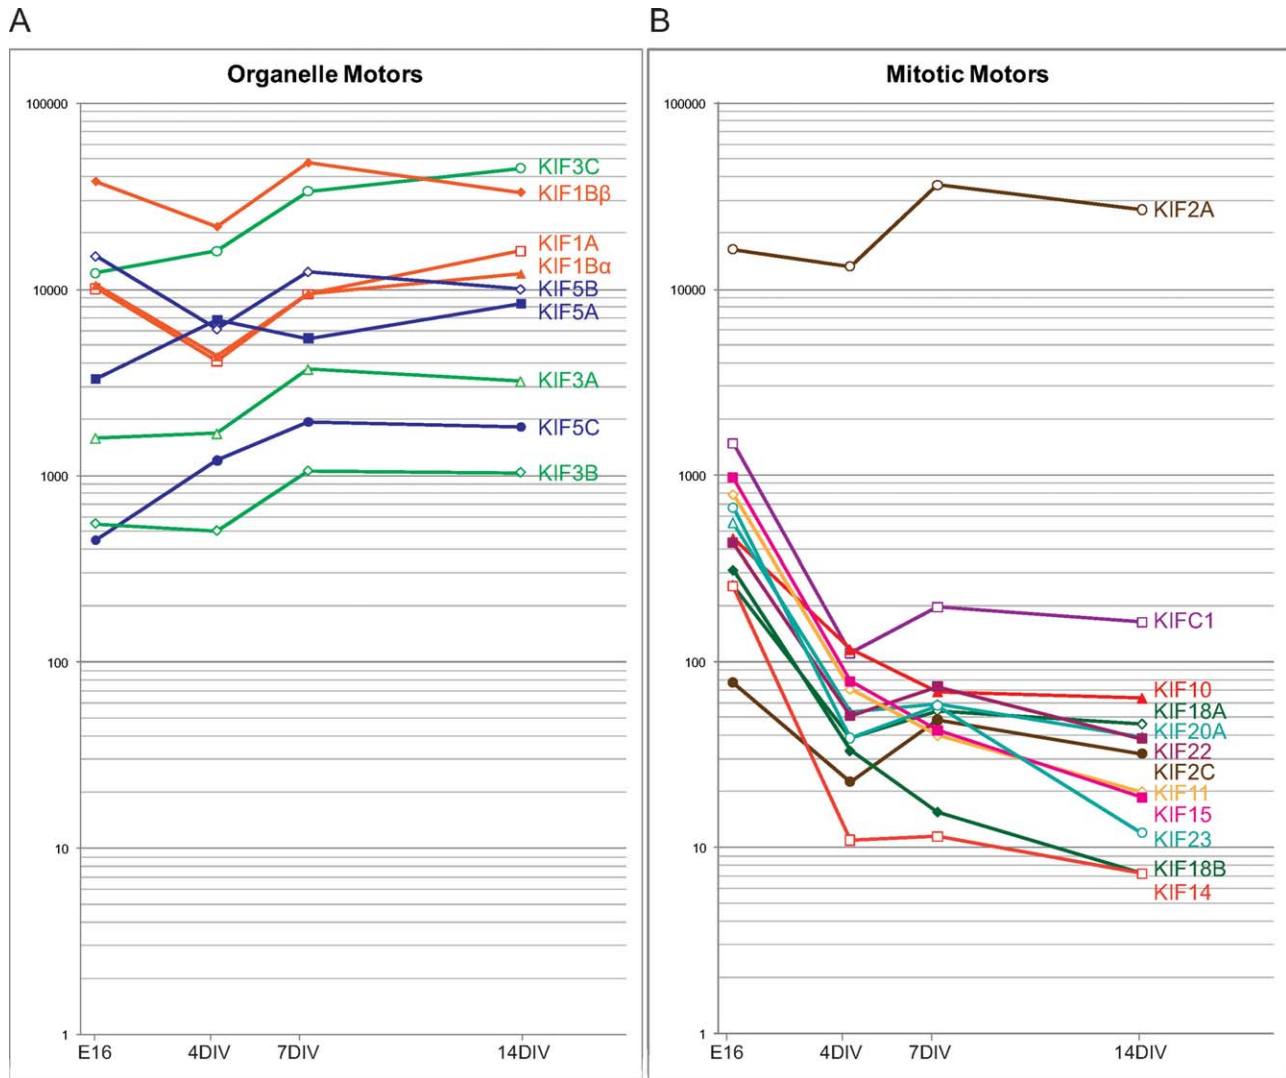 A
Organelle Motors
100000
10000
1000
100
10
1
KIF3C
KIF1Bβ
KIF1A
KIF1Bα
KIF5B
KIF5A
KIF3A
KIF5C
KIF3B
E16
4DIV
7DIV
14DIV
B
Mitotic Motors
100000
10000
1000
100
10
1
KIF2A
KIFC1
KIF10
KIF18A
KIF20A
KIF22
KIF2C
KIF11
KIF15
KIF23
KIF18B
KIF14
E16
4DIV
7DIV
14DIV